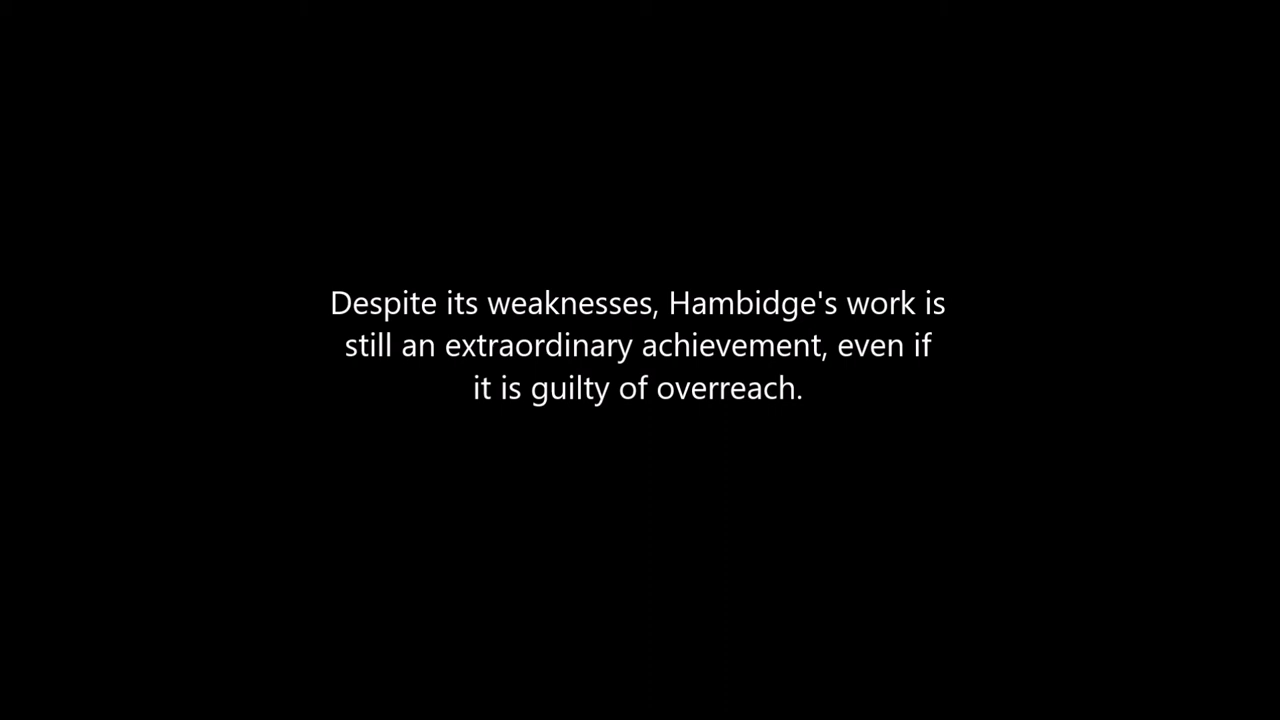 Despite its weaknesses, Hambidge's work is
still an extraordinary achievement, even if
it is guilty of overreach.